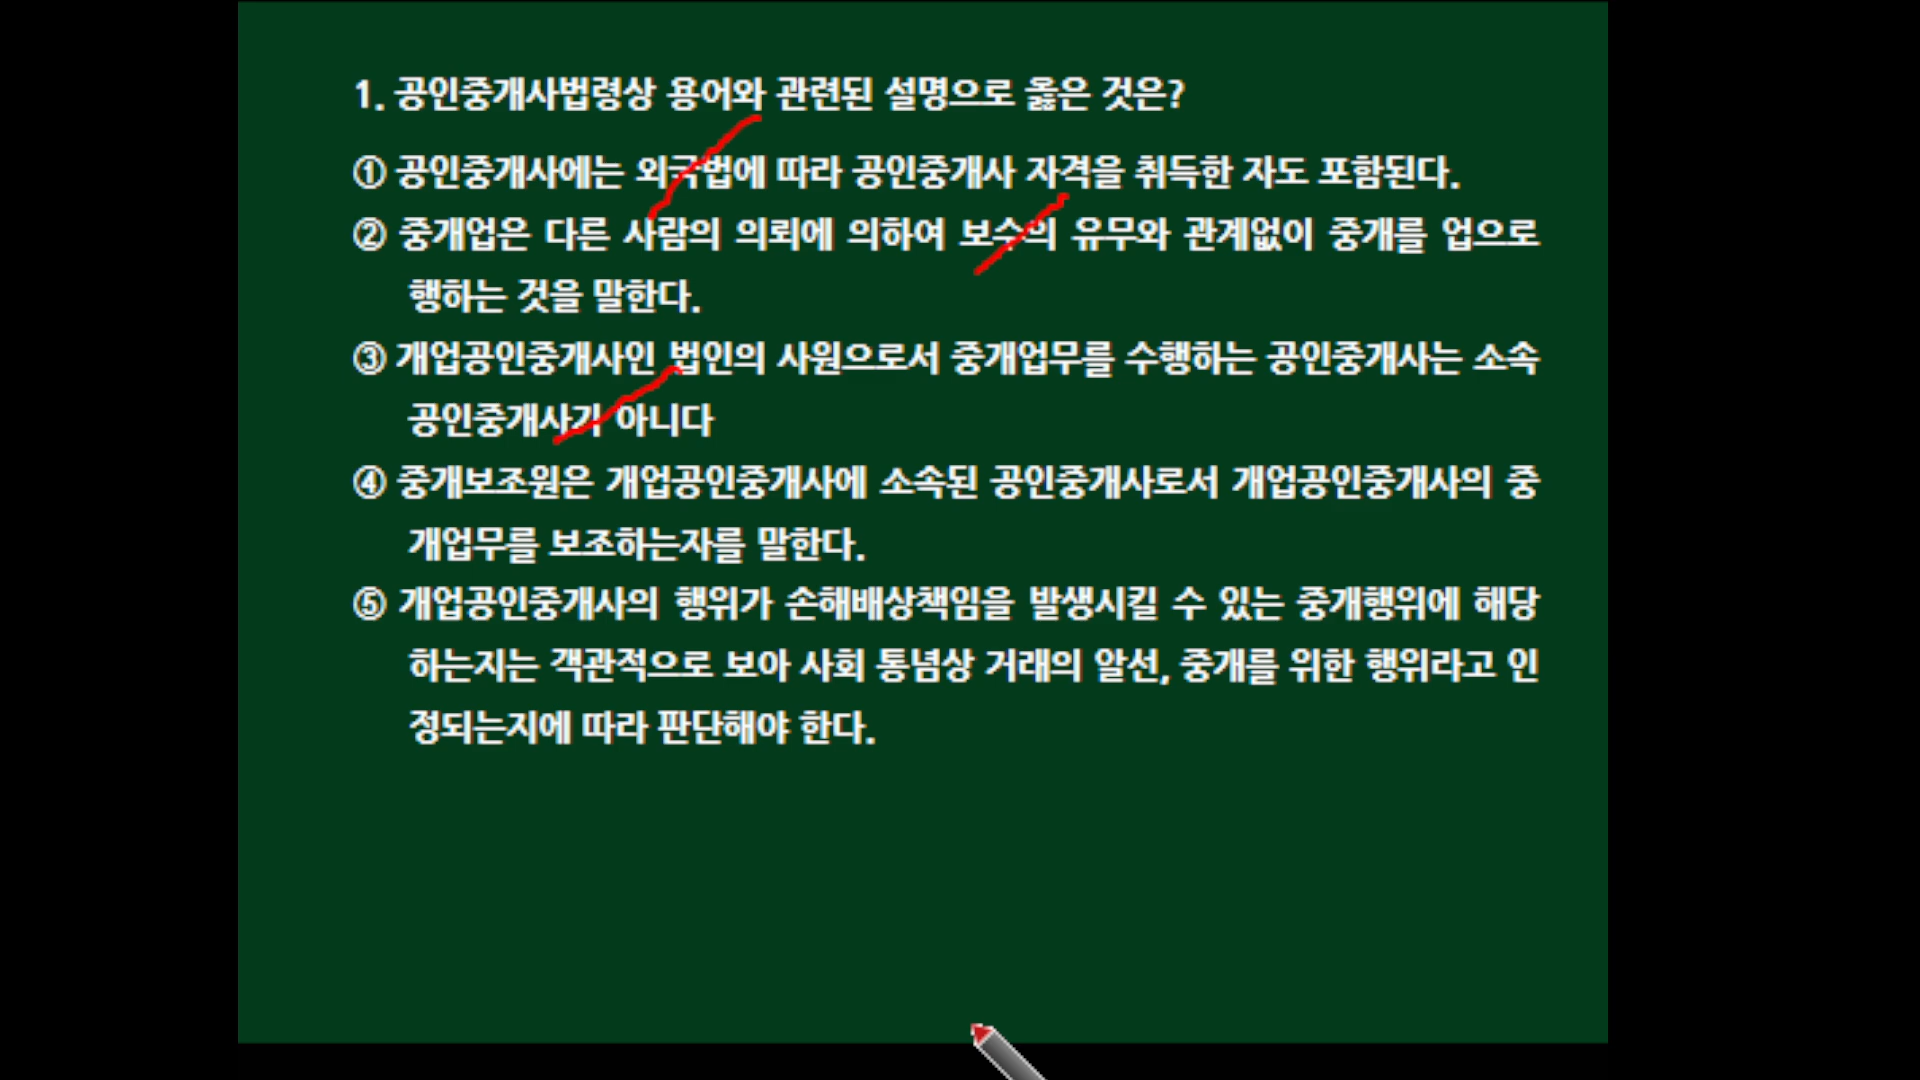 1. 공인중개사법령상 용어와 관련된 설명으로 옳은 것은?
① 공인중개사에는 외국법에 따라 공인중개사 자격을 취득한 자도 포함된다.
② 중개업은 다른 사람의 의뢰에 의하여 보수의 유무와 관계없이 중개를 업으로
행하는 것을 말한다.
③ 개업공인중개사인 법인의 사원으로서 중개업무를 수행하는 공인중개사는 소속
공인중개사가 아니다
④ 중개보조원은 개업공인중개사에 소속된 공인중개사로서 개업공인중개사의 중
개업무를 보조하는자를 말한다.
⑤ 개업공인중개사의 행위가 손해배상책임을 발생시킬 수 있는 중개행위에 해당
하는지는 객관적으로 보아 사회 통념상 거래의 알선, 중개를 위한 행위라고 인
정되는지에 따라 판단해야 한다.